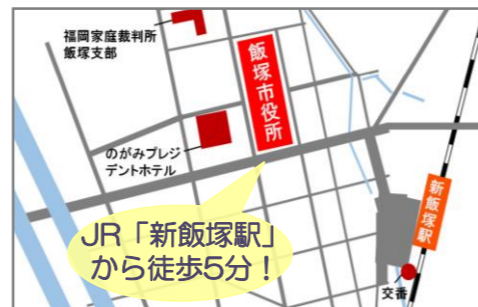 福岡家庭裁判所
飯塚支部
飯塚市役所
のがみプレジ
デントホテル
新飯塚駅
JR「新飯塚駅」
から徒歩5分！
交番